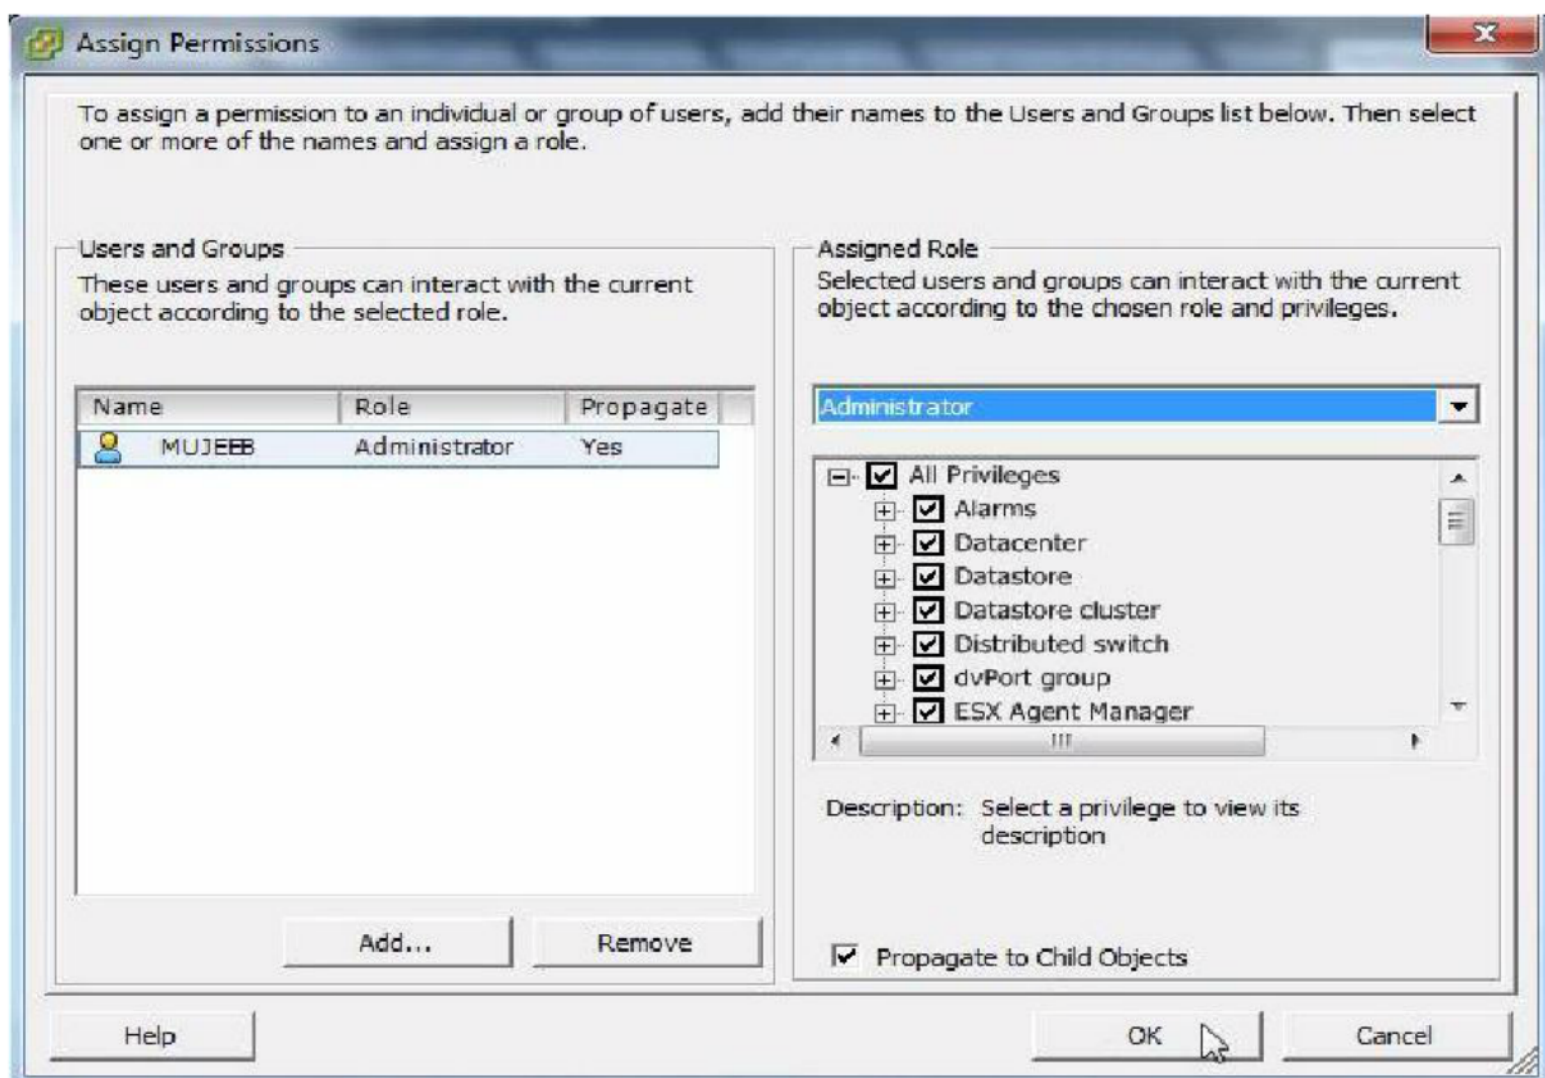 Assign Permissions
To assign a permission to an individual or group of users, add their names to the Users and Groups list below. Then select
one or more of the names and assign a role.
Users and Groups
These users and groups can interact with the current
object according to the selected role.
Name Role Propagate
MUJEEB Administrator Yes
Add... Remove
Assigned Role
Selected users and groups can interact with the current
object according to the chosen role and privileges.
Administrator
All Privileges
Alarms
Datacenter
Datastore
Datastore cluster
Distributed switch
dvPort group
ESX Agent Manager
Description: Select a privilege to view its
description
Propagate to Child Objects
Help OK Cancel